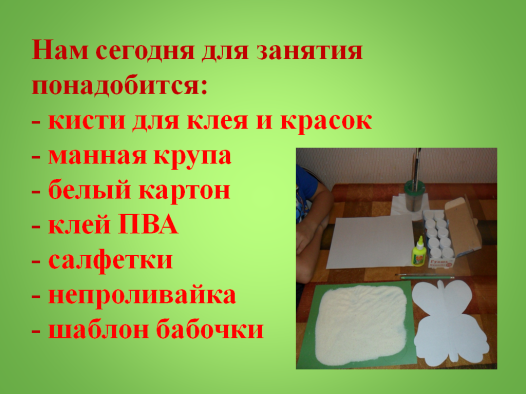 Нам сегодня для занятия
понадобится:
- кисти для клея и красок
- манная крупа
- белый картон
- клей ПВА
- салфетки
- непроливайка
- шаблон бабочки